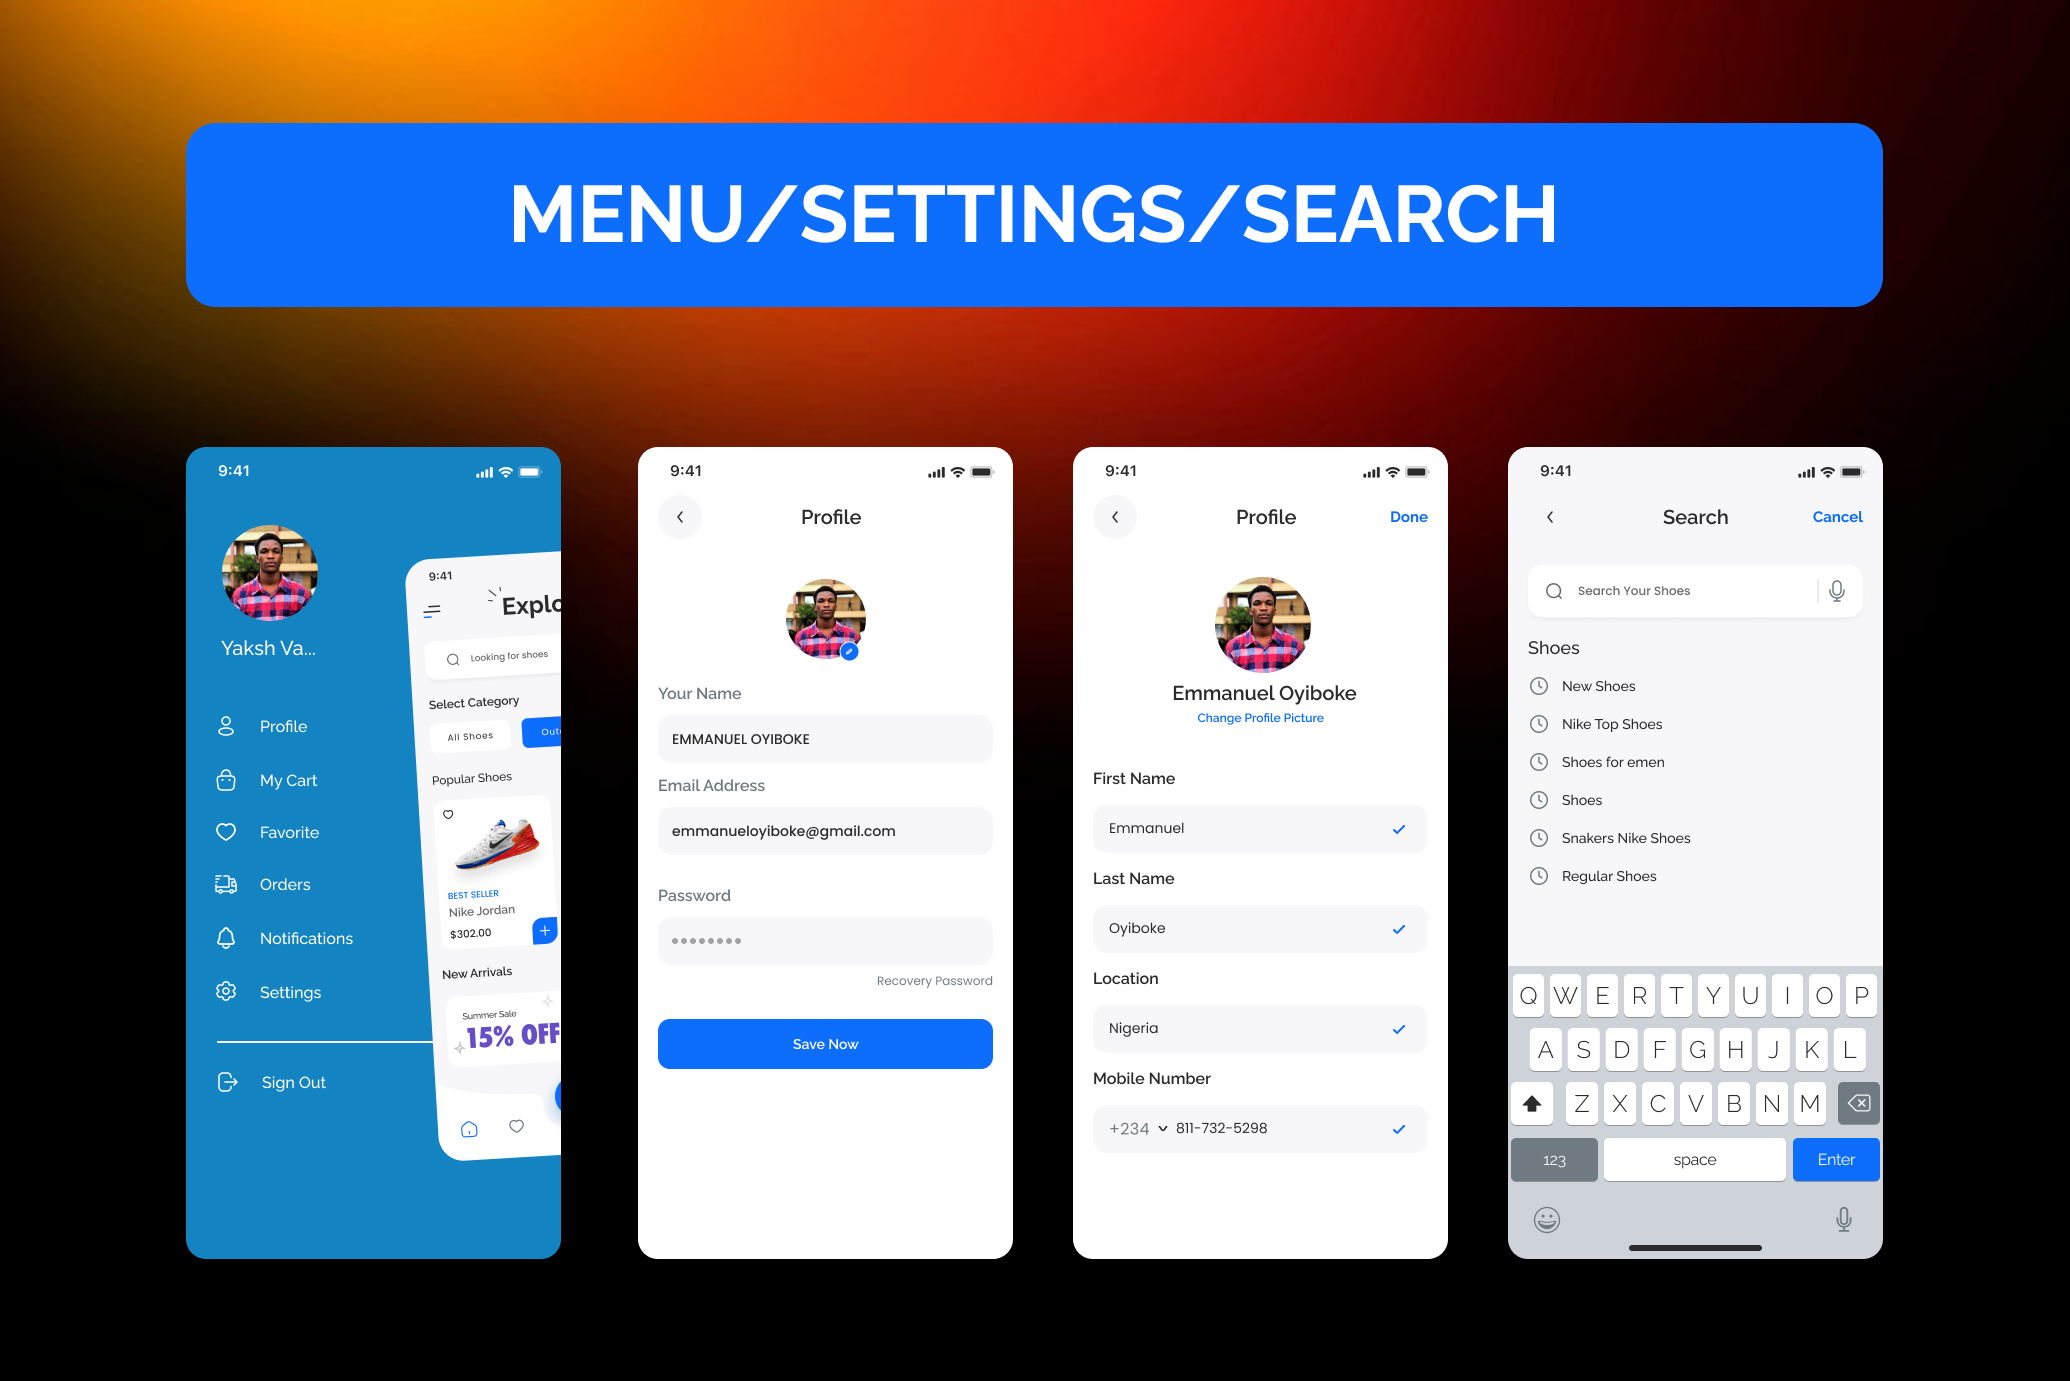 MENU/SETTINGS/SEARCH
9:41
Yaksh Va...
Profile
My Cart
Favorite
Orders
Notifications
Settings
Sign Out
9:41
Explo
Looking for shoes
Select Category
All Shoes
Out
Popular Shoes
BEST SELLER
Nike Jordan
$302.00
New Arrivals
Summer Sale
15% OFF
9:41
Profile
Your Name
EMMANUEL OYIBOKE
Email Address
emmanueloyiboke@gmail.com
Password
Recovery Password
Save Now
9:41
Profile
Done
Emmanuel Oyiboke
Change Profile Picture
First Name
Emmanuel
Last Name
Oyiboke
Location
Nigeria
Mobile Number
+234 811-732-5298
9:41
Search
Cancel
Search Your Shoes
Shoes
New Shoes
Nike Top Shoes
Shoes for emen
Shoes
Snakers Nike Shoes
Regular Shoes
Q W E R T Y U I O P
A S D F G H J K L
Z X C V B N M
123 space Enter